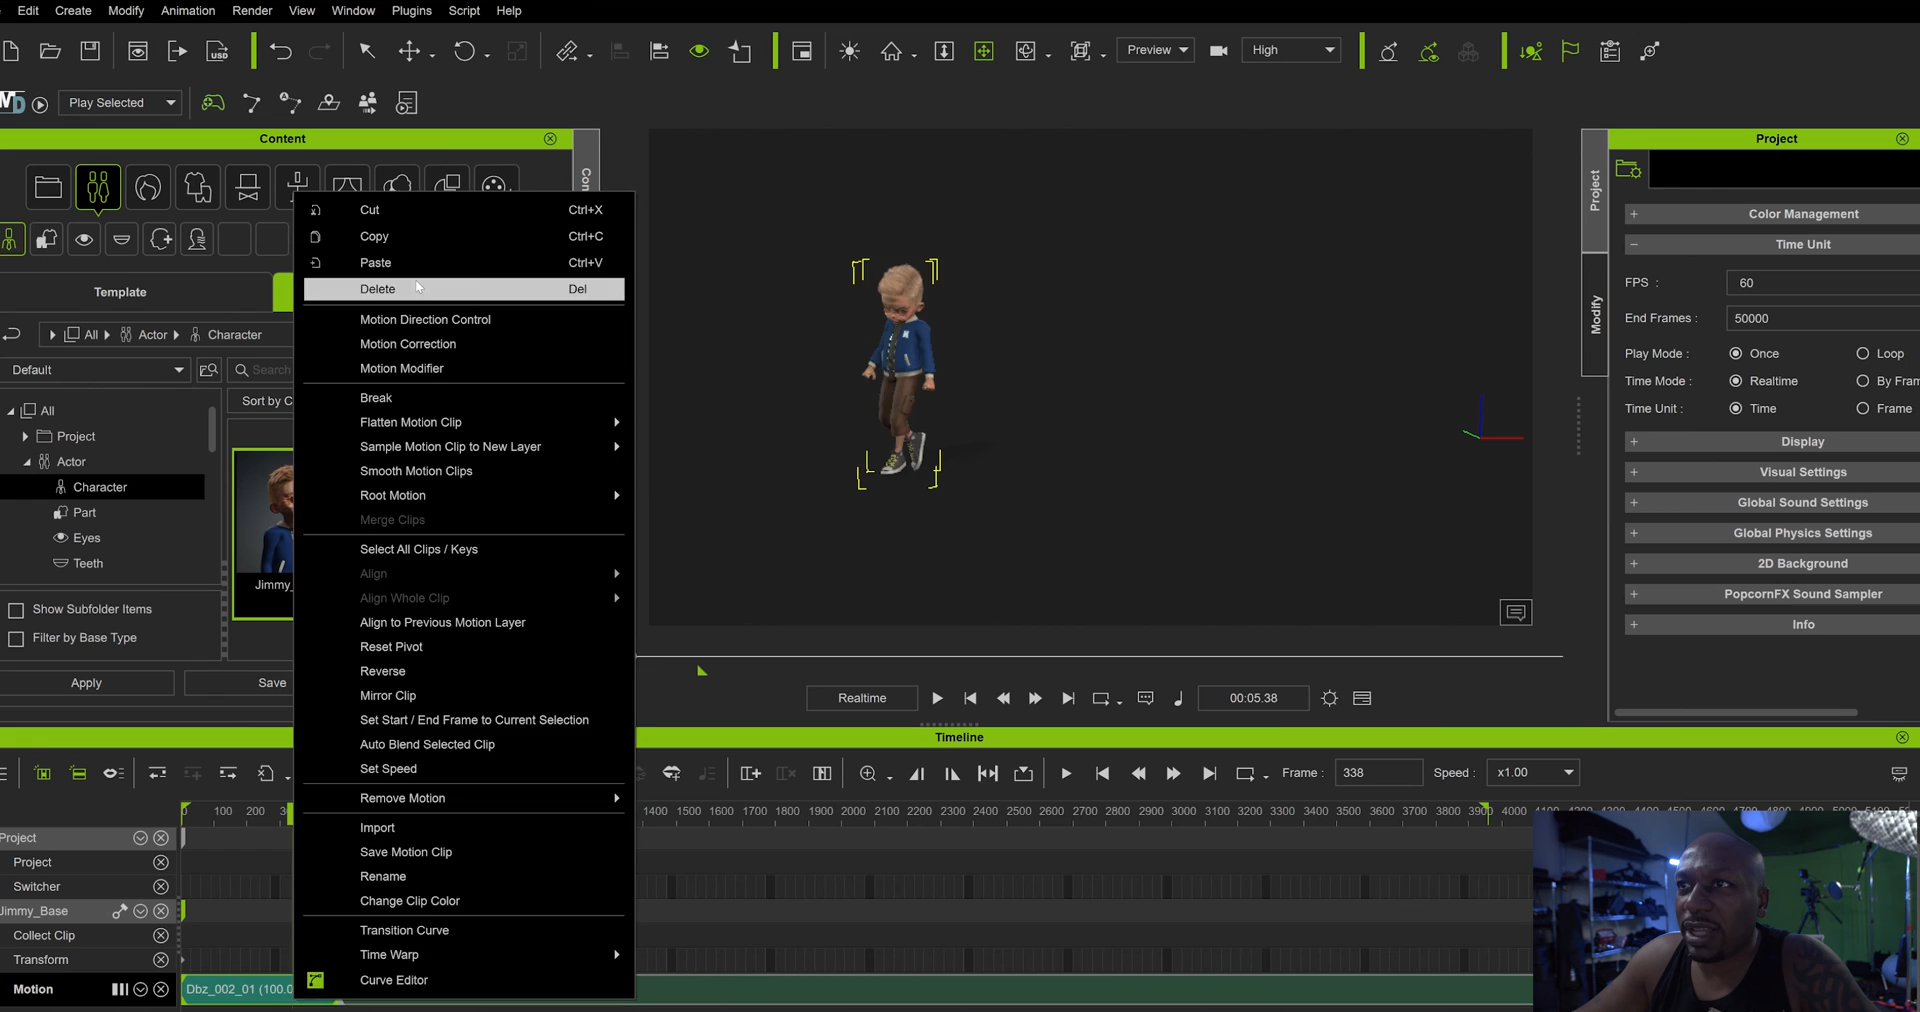 Edit Create Modify Animation Render View Window Plugins Script Help
Preview High
Play Selected
Content
Con
Cut Ctrl+X
Copy Ctrl+C
Paste Ctrl+V
Delete Del
Motion Direction Control
Motion Correction
Motion Modifier
Break
Flatten Motion Clip
Sample Motion Clip to New Layer
Smooth Motion Clips
Root Motion
Merge Clips
Select All Clips / Keys
Align
Align Whole Clip
Align to Previous Motion Layer
Reset Pivot
Reverse
Mirror Clip
Set Start / End Frame to Current Selection
Auto Blend Selected Clip
Set Speed
Remove Motion
Import
Save Motion Clip
Rename
Change Clip Color
Transition Curve
Time Warp
Curve Editor
Template
All Actor Character
Default Search
Sort by C
All
Project
Actor
Character
Part
Eyes
Teeth
Jimmy_
Show Subfolder Items
Filter by Base Type
Apply Save
Project
Project
Modify
Color Management
Time Unit
FPS : 60
End Frames : 50000
Play Mode : Once Loop
Time Mode : Realtime By Fram
Time Unit : Time Frame
Display
Visual Settings
Global Sound Settings
Global Physics Settings
2D Background
PopcornFX Sound Sampler
Info
Realtime 00:05.38
Timeline
Frame : 338 Speed : x1.00
0 100 200 1400 1500 1600 1700 1800 1900 2000 2100 2200 2300 2400 2500 2600 2700 2800 2900 3000 3100 3200 3300 3400 3500 3600 3700 3800 3900 4000
Project
Project
Switcher
Jimmy_Base
Collect Clip
Transform
Motion Dbz_002_01 (100.0